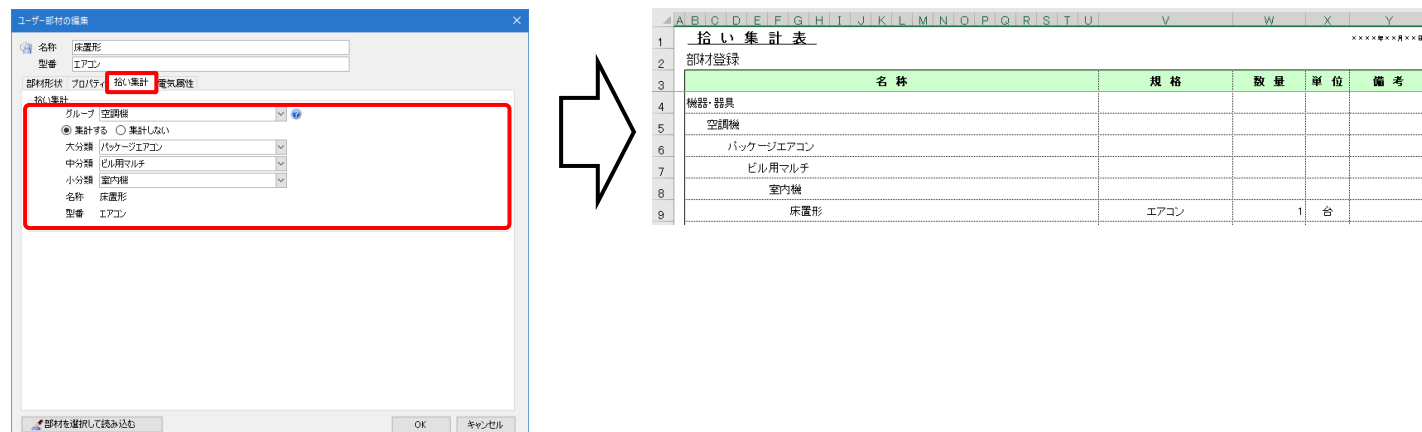 ユーザー部材の編集
名称 床置形
型番 エアコン
部材形状 プロパティ 拾い集計 電気属性
拾い集計
グループ 空調機
集計する 集計しない
大分類 パッケージエアコン
中分類 ビル用マルチ
小分類 室内機
名称 床置形
型番 エアコン
部材を選択して読み込む OK キャンセル
A B C D E F G H I J K L M N O P Q R S T U V W X Y
1 拾い集計表 ××××年××月××日
2 部材登録
3 名称 規格 数量 単位 備考
4 機器・器具
5 空調機
6 パッケージエアコン
7 ビル用マルチ
8 室内機
9 床置形 エアコン 1 台